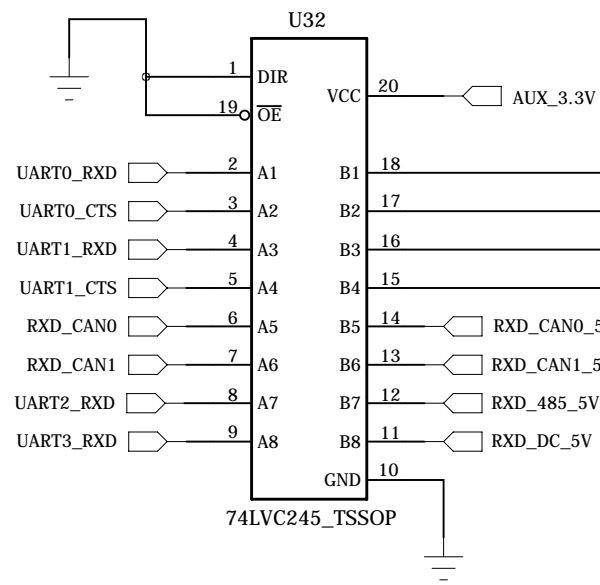 U32
1 DIR
VCC 20 AUX_3.3V
19 OE
UART0_RXD 2 A1 B1 18
UART0_CTS 3 A2 B2 17
UART1_RXD 4 A3 B3 16
UART1_CTS 5 A4 B4 15
RXD_CAN0 6 A5 B5 14 RXD_CAN0_5
RXD_CAN1 7 A6 B6 13 RXD_CAN1_5
UART2_RXD 8 A7 B7 12 RXD_485_5V
UART3_RXD 9 A8 B8 11 RXD_DC_5V
GND 10
74LVC245_TSSOP